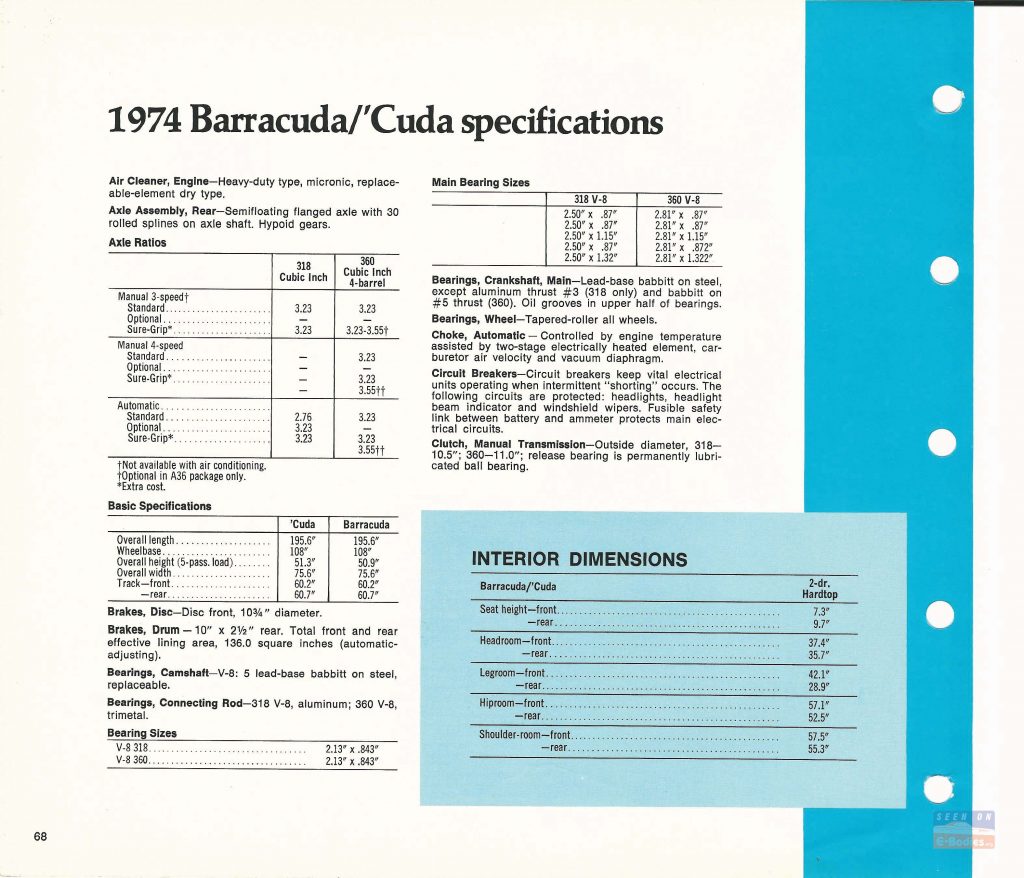 1974 Barracuda/'Cuda specifications
Air Cleaner, Engine—Heavy-duty type, micronic, replace-
able-element dry type.
Axle Assembly, Rear—Semifloating flanged axle with 30
rolled splines on axle shaft. Hypoid gears.
Axle Ratios
318 Cubic Inch 360 Cubic Inch 4-barrel
Manual 3-speed†
Standard 3.23 3.23
Optional — —
Sure-Grip* 3.23 3.23-3.55†
Manual 4-speed
Standard — 3.23
Optional — —
Sure-Grip* — 3.23
— 3.55††
Automatic
Standard 2.76 3.23
Optional 3.23 —
Sure-Grip* 3.23 3.23
3.55††
†Not available with air conditioning.
†Optional in A36 package only.
*Extra cost.
Basic Specifications
'Cuda Barracuda
Overall length 195.6" 195.6"
Wheelbase 108" 108"
Overall height (5-pass. load) 51.3" 50.9"
Overall width 75.6" 75.6"
Track—front 60.2" 60.2"
—rear 60.7" 60.7"
Brakes, Disc—Disc front, 10¾" diameter.
Brakes, Drum — 10" x 2½" rear. Total front and rear
effective lining area, 136.0 square inches (automatic-
adjusting).
Bearings, Camshaft—V-8: 5 lead-base babbitt on steel,
replaceable.
Bearings, Connecting Rod—318 V-8, aluminum; 360 V-8,
trimetal.
Bearing Sizes
V-8 318 2.13" x .843"
V-8 360 2.13" x .843"
68
Main Bearing Sizes
318 V-8 360 V-8
2.50" x .87" 2.81" x .87"
2.50" x .87" 2.81" x .87"
2.50" x 1.15" 2.81" x 1.15"
2.50" x .87" 2.81" x .872"
2.50" x 1.32" 2.81" x 1.322"
Bearings, Crankshaft, Main—Lead-base babbitt on steel,
except aluminum thrust #3 (318 only) and babbitt on
#5 thrust (360). Oil grooves in upper half of bearings.
Bearings, Wheel—Tapered-roller all wheels.
Choke, Automatic — Controlled by engine temperature
assisted by two-stage electrically heated element, car-
buretor air velocity and vacuum diaphragm.
Circuit Breakers—Circuit breakers keep vital electrical
units operating when intermittent "shorting" occurs. The
following circuits are protected: headlights, headlight
beam indicator and windshield wipers. Fusible safety
link between battery and ammeter protects main elec-
trical circuits.
Clutch, Manual Transmission—Outside diameter, 318—
10.5"; 360—11.0"; release bearing is permanently lubri-
cated ball bearing.
INTERIOR DIMENSIONS
Barracuda/'Cuda 2-dr. Hardtop
Seat height—front 7.3"
—rear 9.7"
Headroom—front 37.4"
—rear 35.7"
Legroom—front 42.1"
—rear 28.9"
Hiproom—front 57.1"
—rear 52.5"
Shoulder-room—front 57.5"
—rear 55.3"
SEEN ON
E-Bodies.org